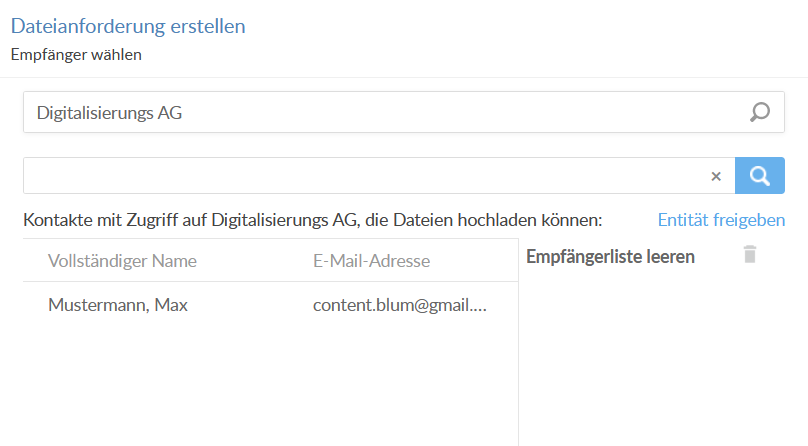 Dateianforderung erstellen
Empfänger wählen
Digitalisierungs AG
Kontakte mit Zugriff auf Digitalisierungs AG, die Dateien hochladen können: Entität freigeben
Vollständiger Name E-Mail-Adresse
Empfängerliste leeren
Mustermann, Max content.blum@gmail....